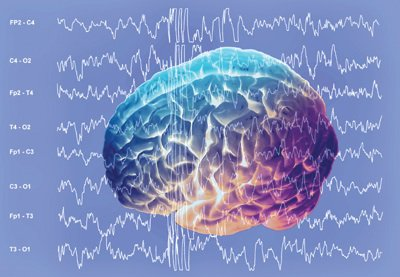 FP2 - C4
C4 - O2
Fp2 - T4
T4 - O2
Fp1 - C3
C3 - O1
Fp1 - T3
T3 - O1